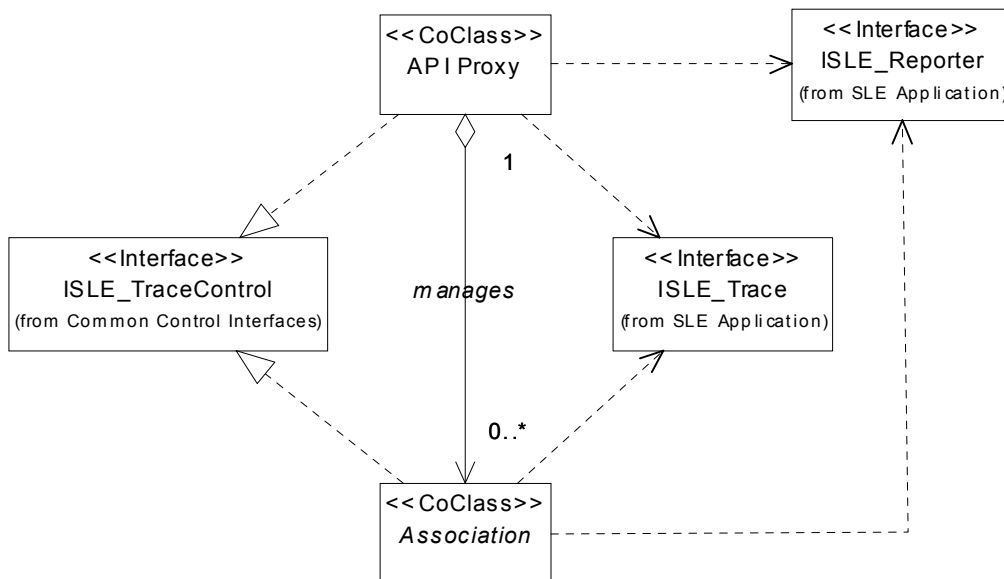 <<CoClass>>
API Proxy
<<Interface>>
ISLE_Reporter
(from SLE Application)
1
<<Interface>>
ISLE_TraceControl
(from Common Control Interfaces)
manages
<<Interface>>
ISLE_Trace
(from SLE Application)
0..*
<<CoClass>>
Association